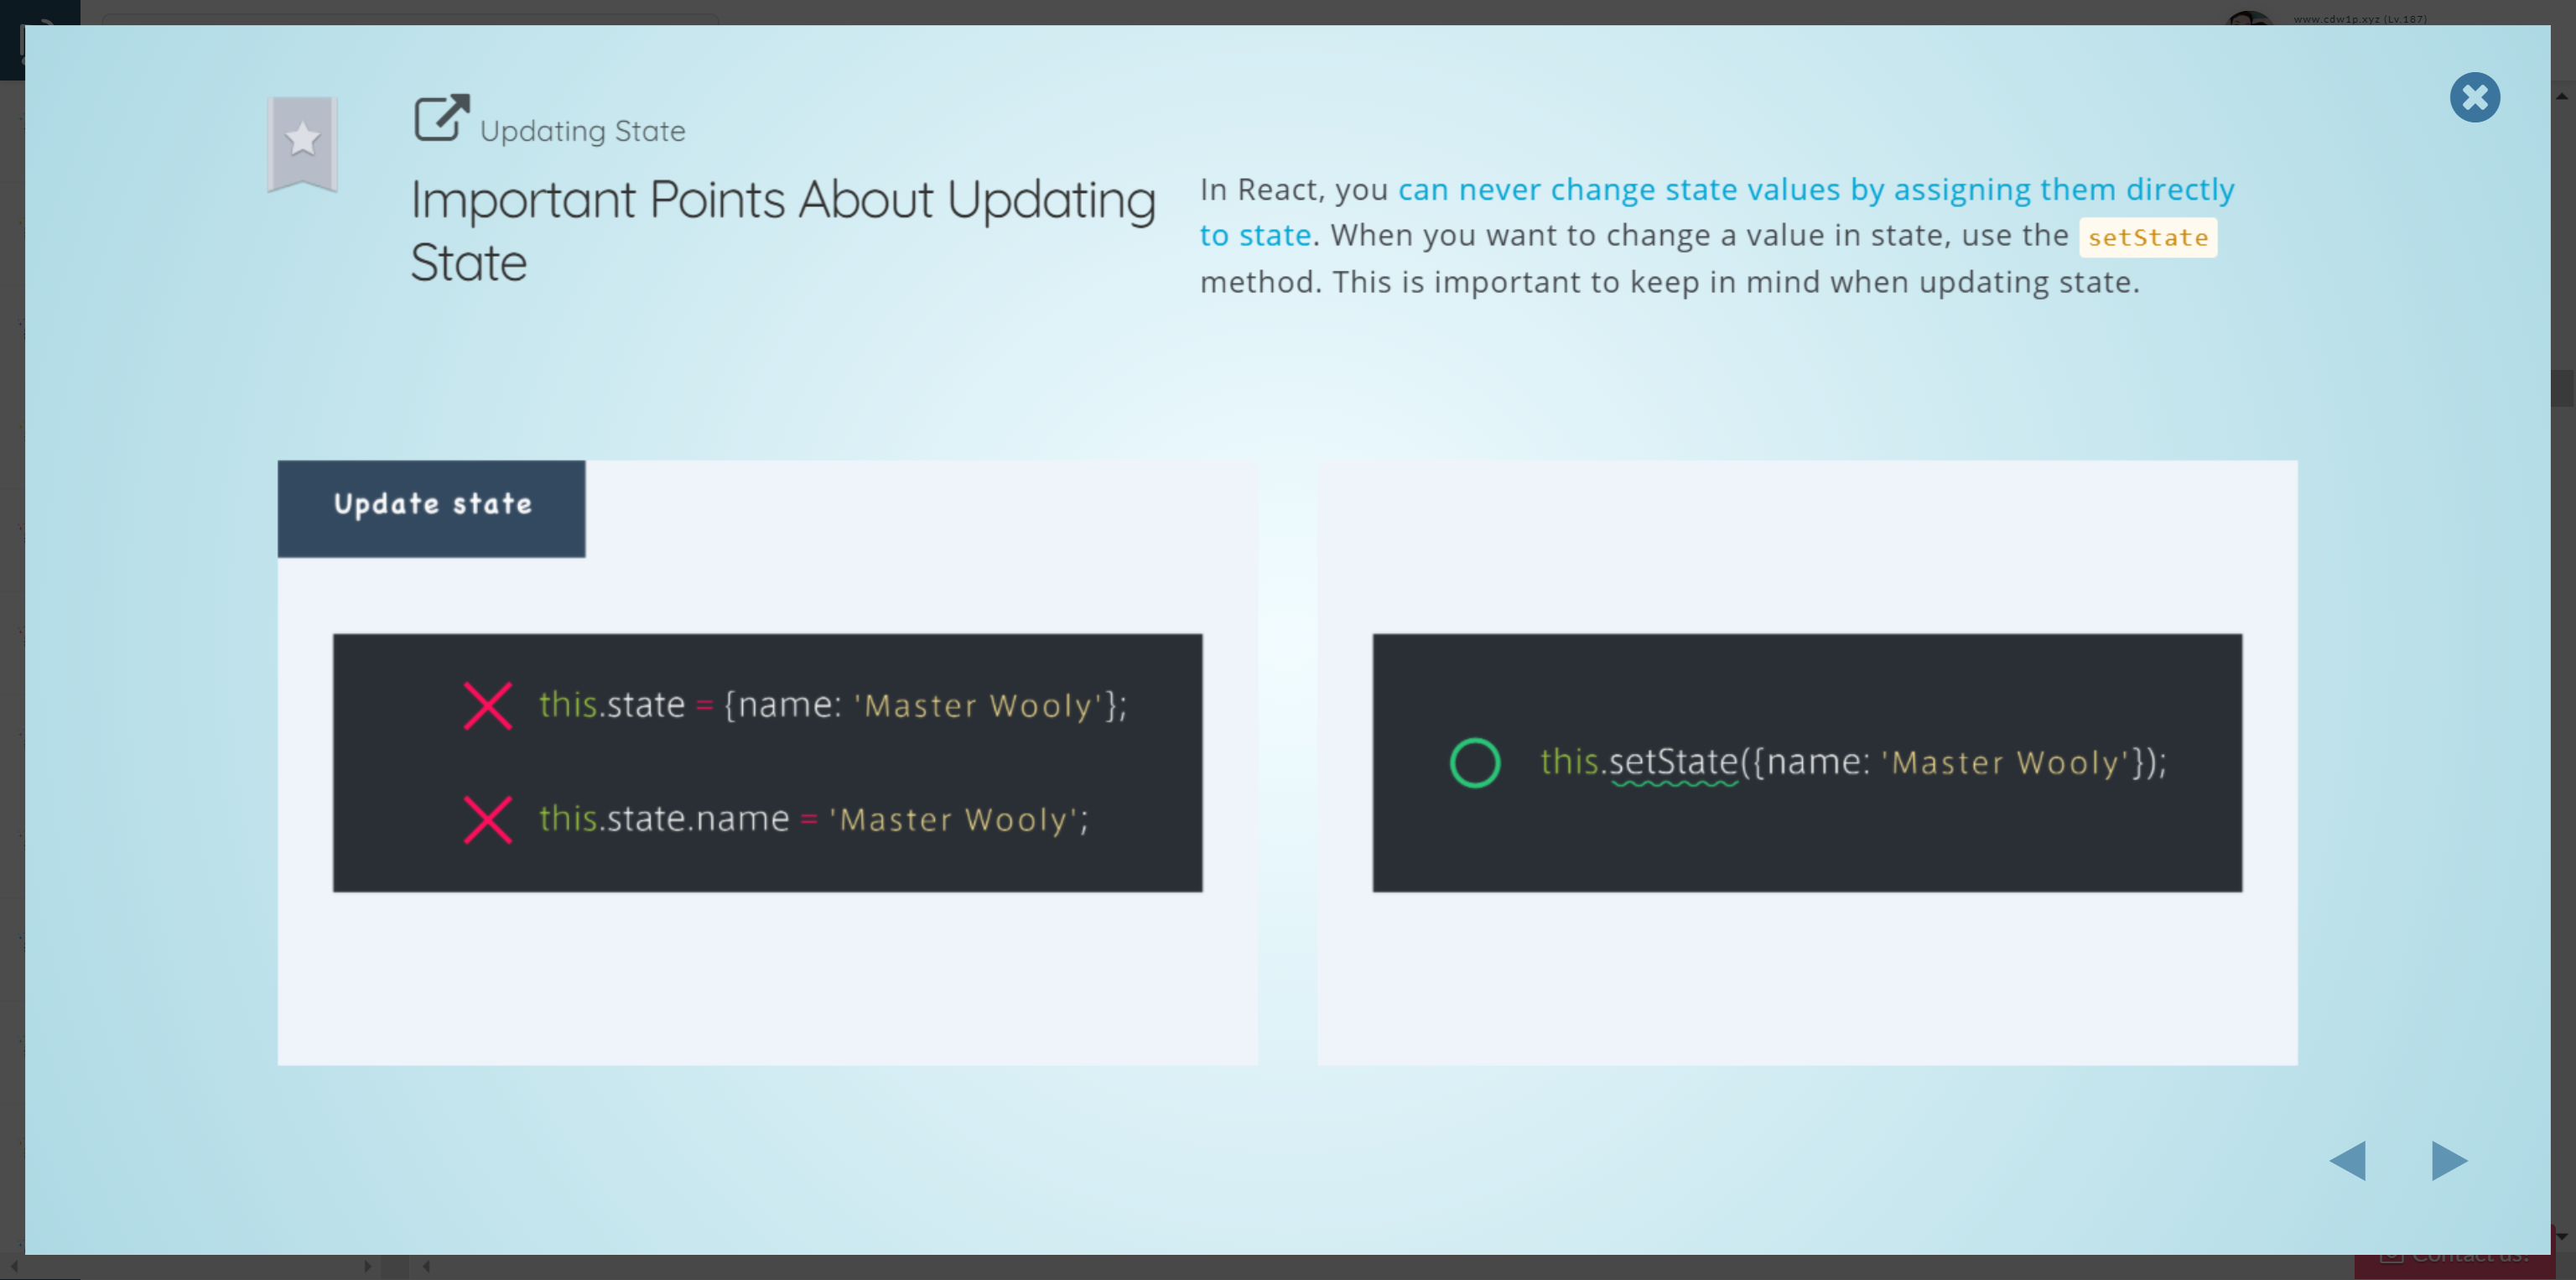 www.cdw1p.xyz (Lv.187)
Updating State
Important Points About Updating
State
In React, you can never change state values by assigning them directly
to state. When you want to change a value in state, use the setState
method. This is important to keep in mind when updating state.
Update state
this.state = {name: 'Master Wooly'};
this.state.name = 'Master Wooly';
this.setState({name: 'Master Wooly'});
Contact us!